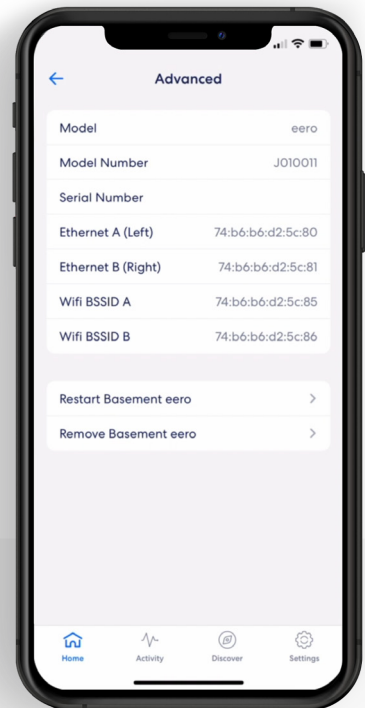 Advanced
Model eero
Model Number J010011
Serial Number
Ethernet A (Left) 74:b6:b6:d2:5c:80
Ethernet B (Right) 74:b6:b6:d2:5c:81
Wifi BSSID A 74:b6:b6:d2:5c:85
Wifi BSSID B 74:b6:b6:d2:5c:86
Restart Basement eero
Remove Basement eero
Home Activity Discover Settings